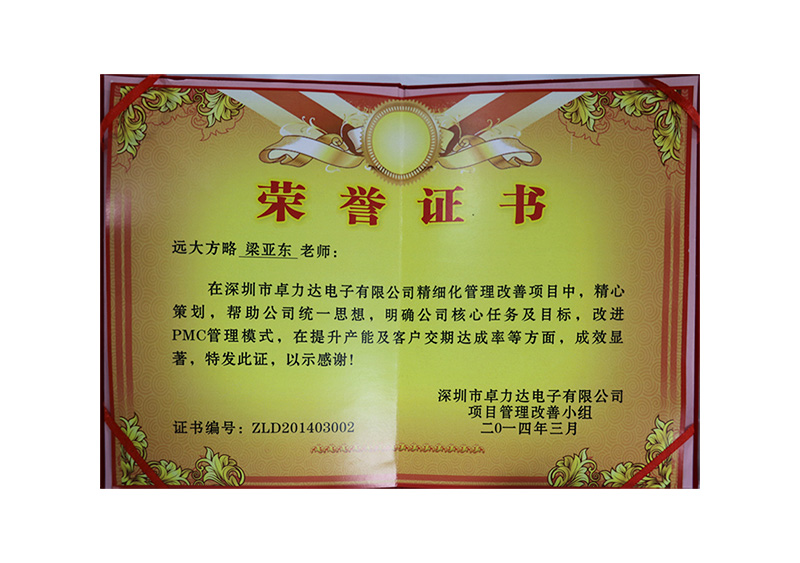 荣誉证书
远大方略 梁亚东 老师：
在深圳市卓力达电子有限公司精细化管理改善项目中，精心
策划，帮助公司统一思想，明确公司核心任务及目标，改进
PMC管理模式，在提升产能及客户交期达成率等方面，成效显
著，特发此证，以示感谢！
深圳市卓力达电子有限公司
项目管理改善小组
证书编号：ZLD201403002
二〇一四年三月